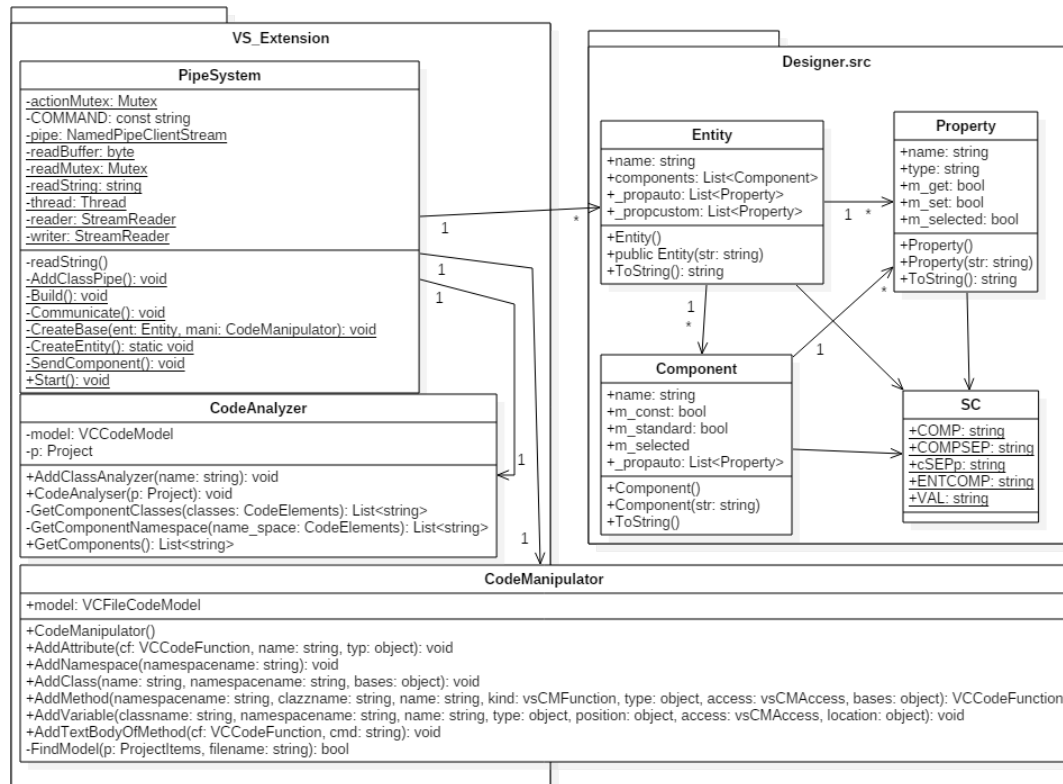 VS_Extension
PipeSystem
-actionMutex: Mutex
-COMMAND: const string
-pipe: NamedPipeClientStream
-readBuffer: byte
-readMutex: Mutex
-readString: string
-thread: Thread
-reader: StreamReader
-writer: StreamReader
-readString()
-AddClassPipe(): void
-Build(): void
-Communicate(): void
-CreateBase(ent: Entity, mani: CodeManipulator): void
-CreateEntity(): static void
-SendComponent(): void
+Start(): void
1
*
1
1
CodeAnalyzer
-model: VCCodeModel
-p: Project
+AddClassAnalyzer(name: string): void
+CodeAnalyser(p: Project): void
-GetComponentClasses(classes: CodeElements): List<string>
-GetComponentNamespace(name_space: CodeElements): List<string>
+GetComponents(): List<string>
1
1
CodeManipulator
+model: VCFileCodeModel
+CodeManipulator()
+AddAttribute(cf: VCCodeFunction, name: string, typ: object): void
+AddNamespace(namespacename: string): void
+AddClass(name: string, namespacename: string, bases: object): void
+AddMethod(namespacename: string, clazzname: string, name: string, kind: vsCMFunction, type: object, access: vsCMAccess, bases: object): VCCodeFunction
+AddVariable(classname: string, namespacename: string, name: string, type: object, position: object, access: vsCMAccess, location: object): void
+AddTextBodyOfMethod(cf: VCCodeFunction, cmd: string): void
-FindModel(p: ProjectItems, filename: string): bool
Designer.src
Entity
+name: string
+components: List<Component>
+_propauto: List<Property>
+_propcustom: List<Property>
+Entity()
+public Entity(str: string)
+ToString(): string
1
*
Property
+name: string
+type: string
+m_get: bool
+m_set: bool
+m_selected: bool
+Property()
+Property(str: string)
+ToString(): string
1
*
1
*
Component
+name: string
+m_const: bool
+m_standard: bool
+m_selected
+_propauto: List<Property>
+Component()
+Component(str: string)
+ToString()
SC
+COMP: string
+COMPSEP: string
+cSEPp: string
+ENTCOMP: string
+VAL: string